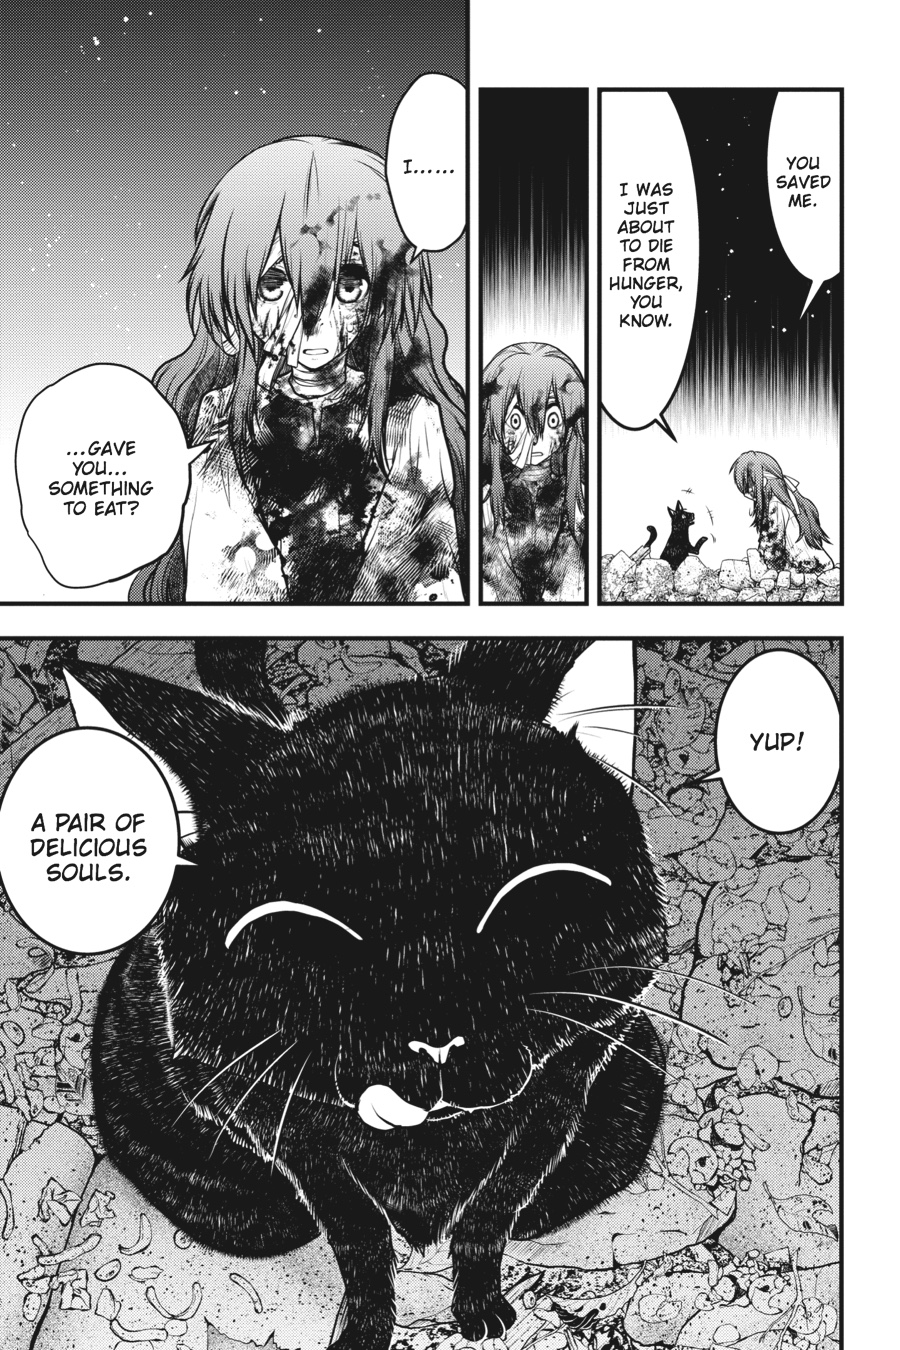 YOU
SAVED
ME.
I WAS
JUST
ABOUT
TO DIE
FROM
HUNGER,
YOU
KNOW.
I......
...GAVE
YOU...
SOMETHING
TO EAT?
YUP!
A PAIR OF
DELICIOUS
SOULS.